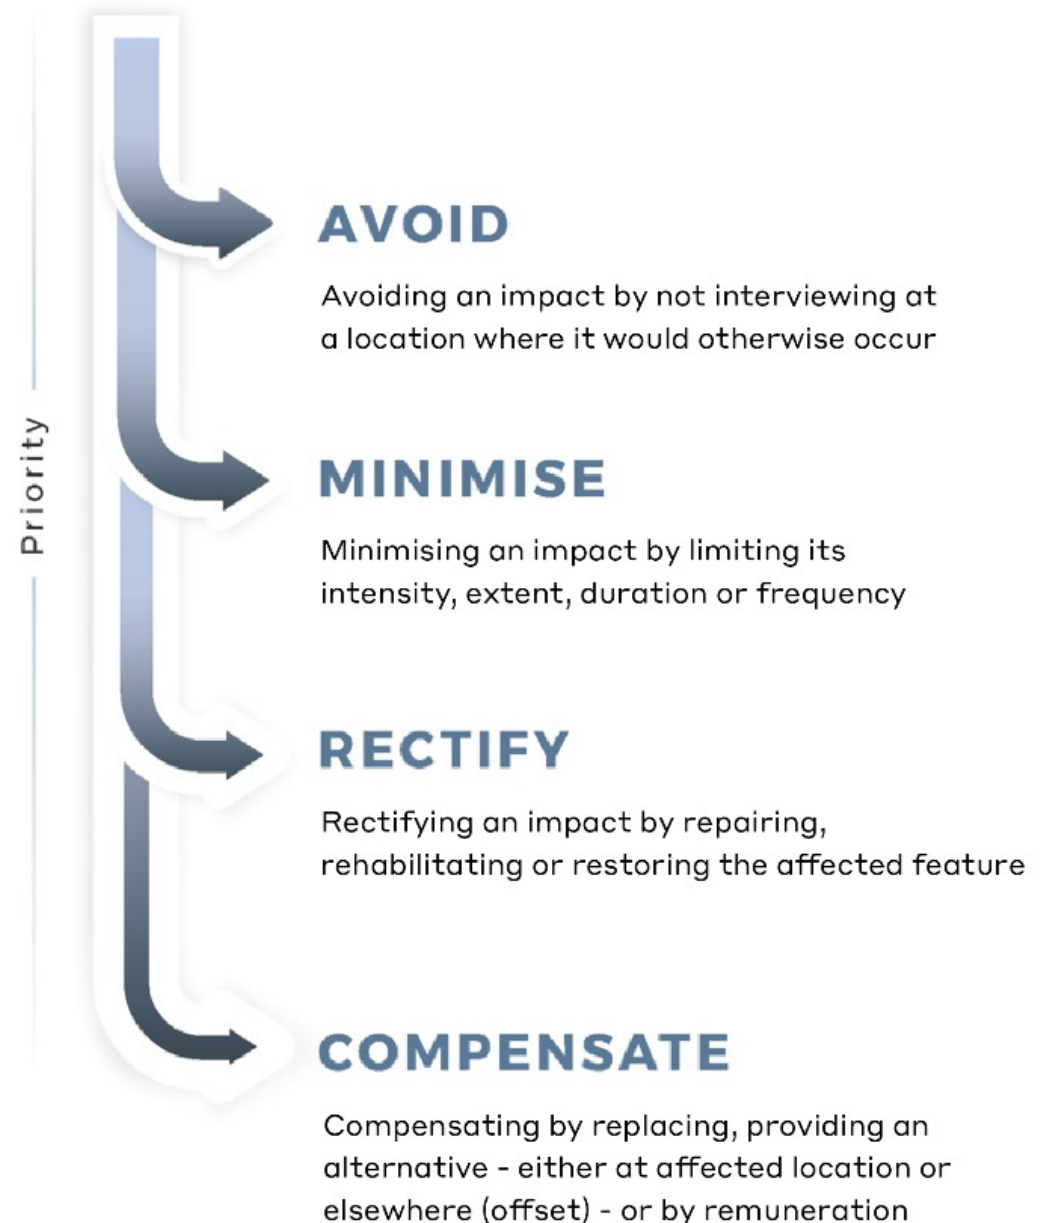 Priority
AVOID
Avoiding an impact by not interviewing at
a location where it would otherwise occur
MINIMISE
Minimising an impact by limiting its
intensity, extent, duration or frequency
RECTIFY
Rectifying an impact by repairing,
rehabilitating or restoring the affected feature
COMPENSATE
Compensating by replacing, providing an
alternative - either at affected location or
elsewhere (offset) - or by remuneration